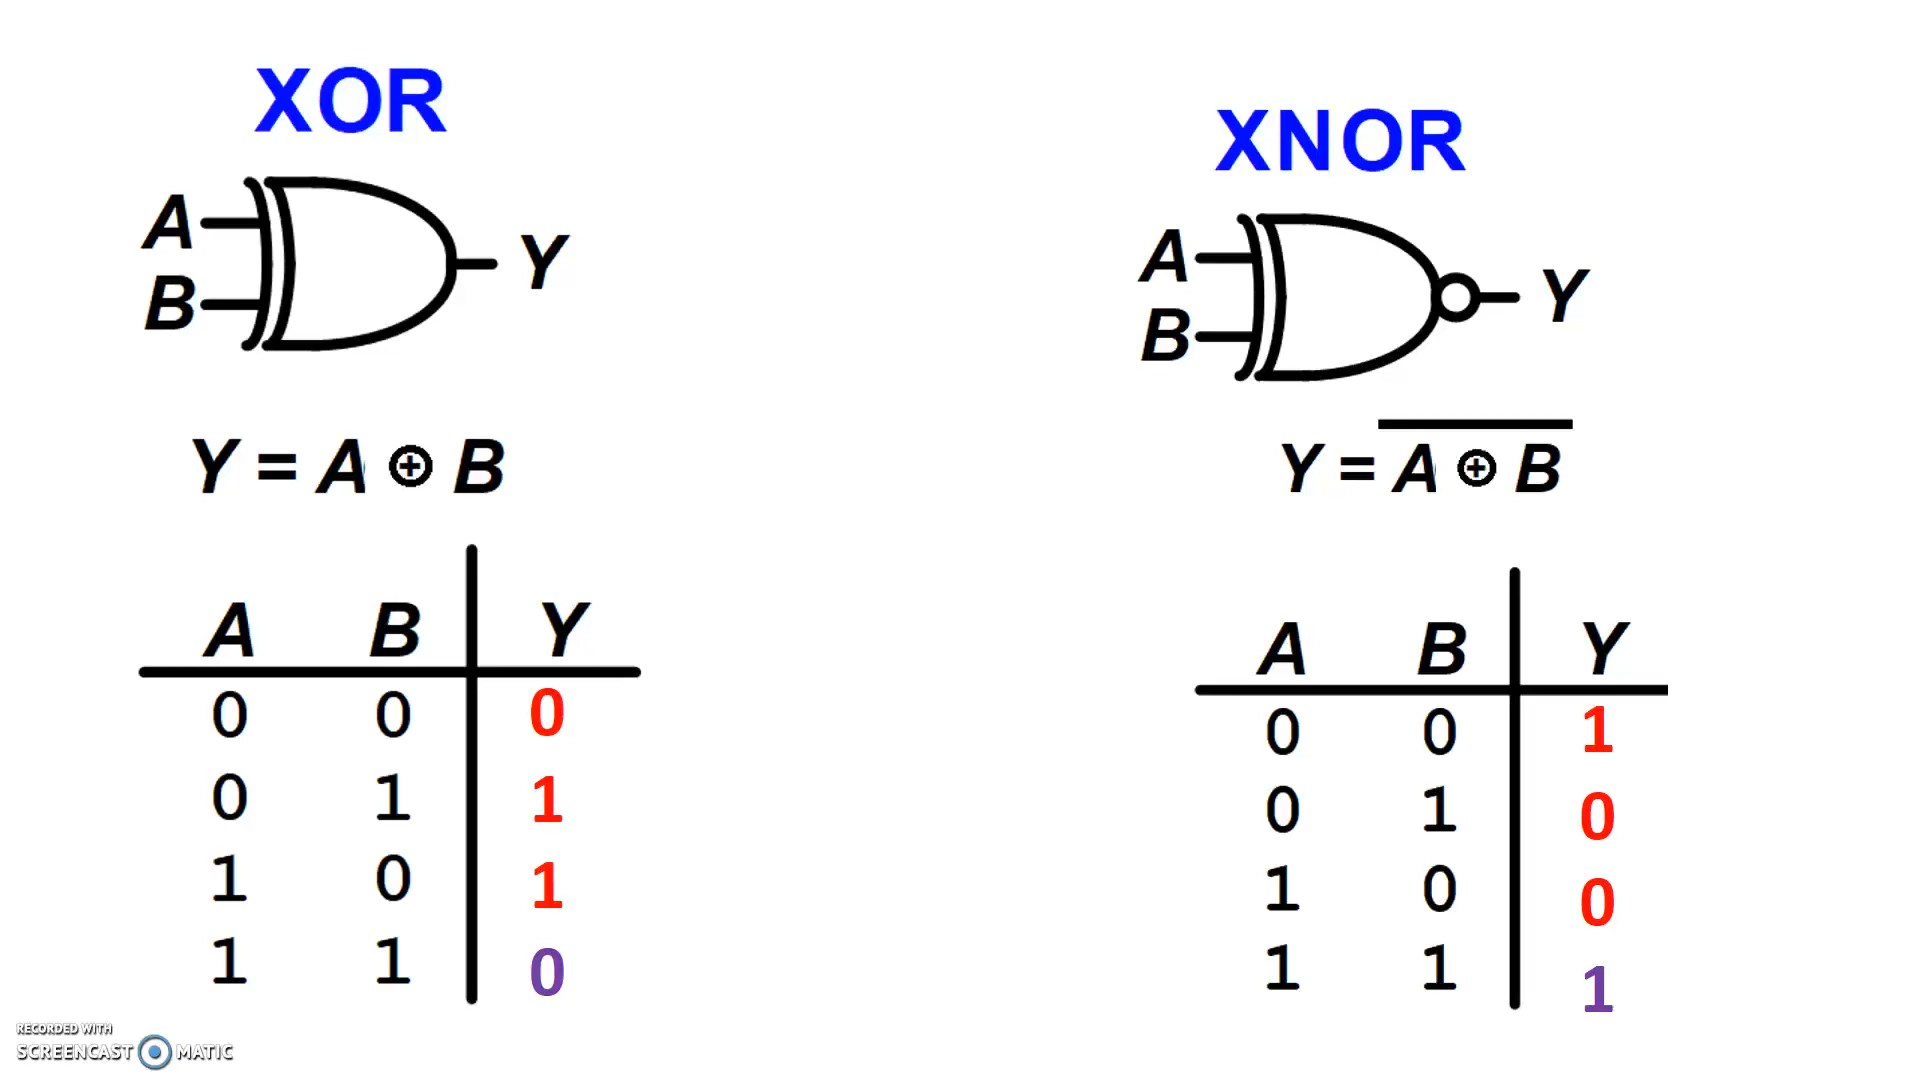 XOR
A
B
Y
Y = A ⊕ B
A B Y
0 0 0
0 1 1
1 0 1
1 1 0
XNOR
A
B
Y
Y = A̅ ̅⊕̅ ̅B̅
A B Y
0 0 1
0 1 0
1 0 0
1 1 1
RECORDED WITH
SCREENCAST MATIC